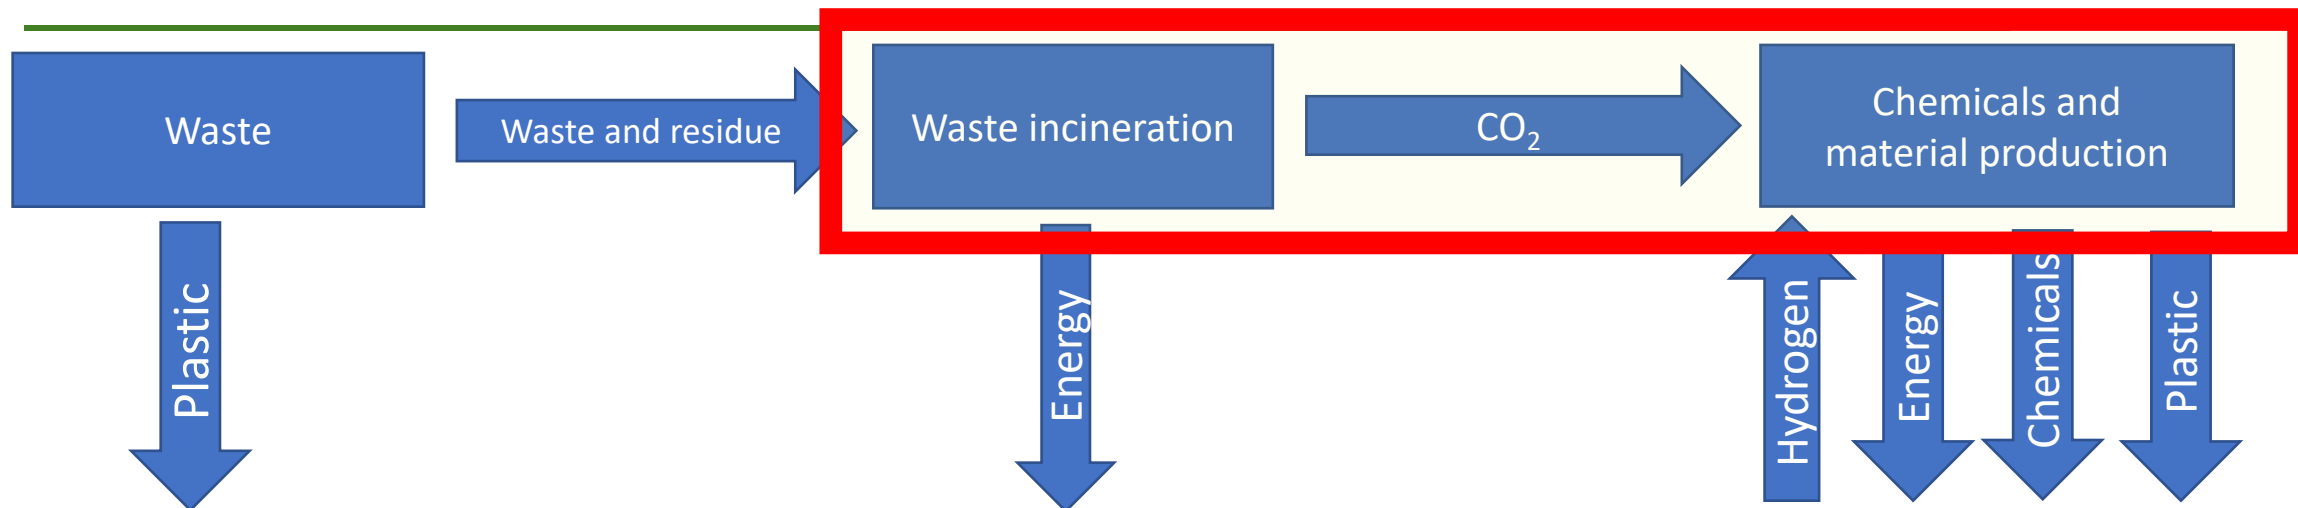 Waste
Waste and residue
Waste incineration
CO₂
Chemicals and
material production
Plastic
Energy
Hydrogen
Energy
Chemicals
Plastic